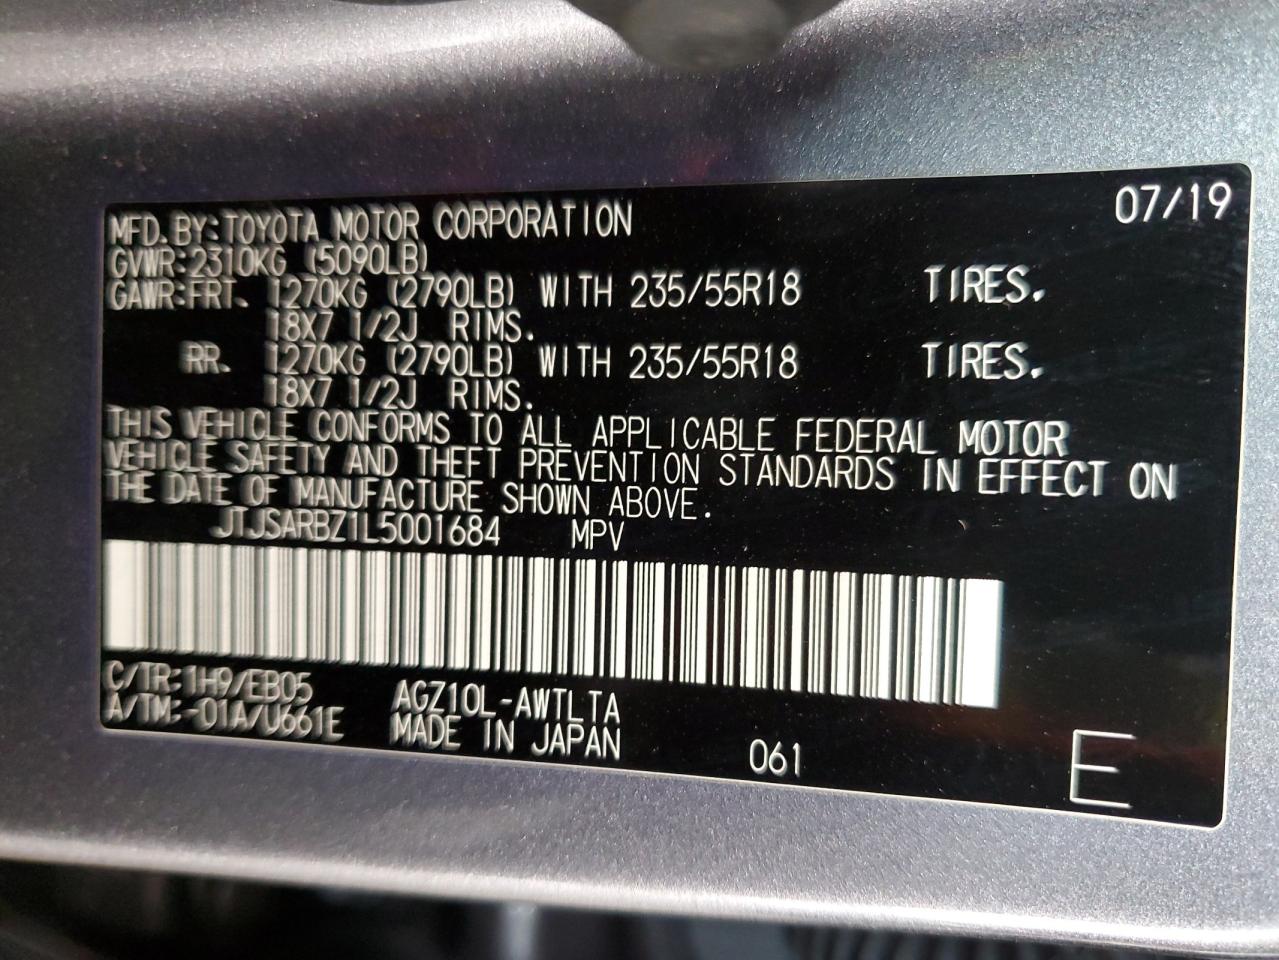 07/19
MFD.BY:TOYOTA MOTOR CORPORATION
GVWR:2310KG (5090LB)
GAWR:FRT. 1270KG (2790LB) WITH 235/55R18 TIRES.
18X7 1/2J RIMS.
RR. 1270KG (2790LB) WITH 235/55R18 TIRES.
18X7 1/2J RIMS.
THIS VEHICLE CONFORMS TO ALL APPLICABLE FEDERAL MOTOR
VEHICLE SAFETY AND THEFT PREVENTION STANDARDS IN EFFECT ON
THE DATE OF MANUFACTURE SHOWN ABOVE.
JTJSARBZ1L5001684 MPV
C/TR:1H9/EB05 AGZ10L-AWTLTA
A/TM:-01A/U661E MADE IN JAPAN
061
E